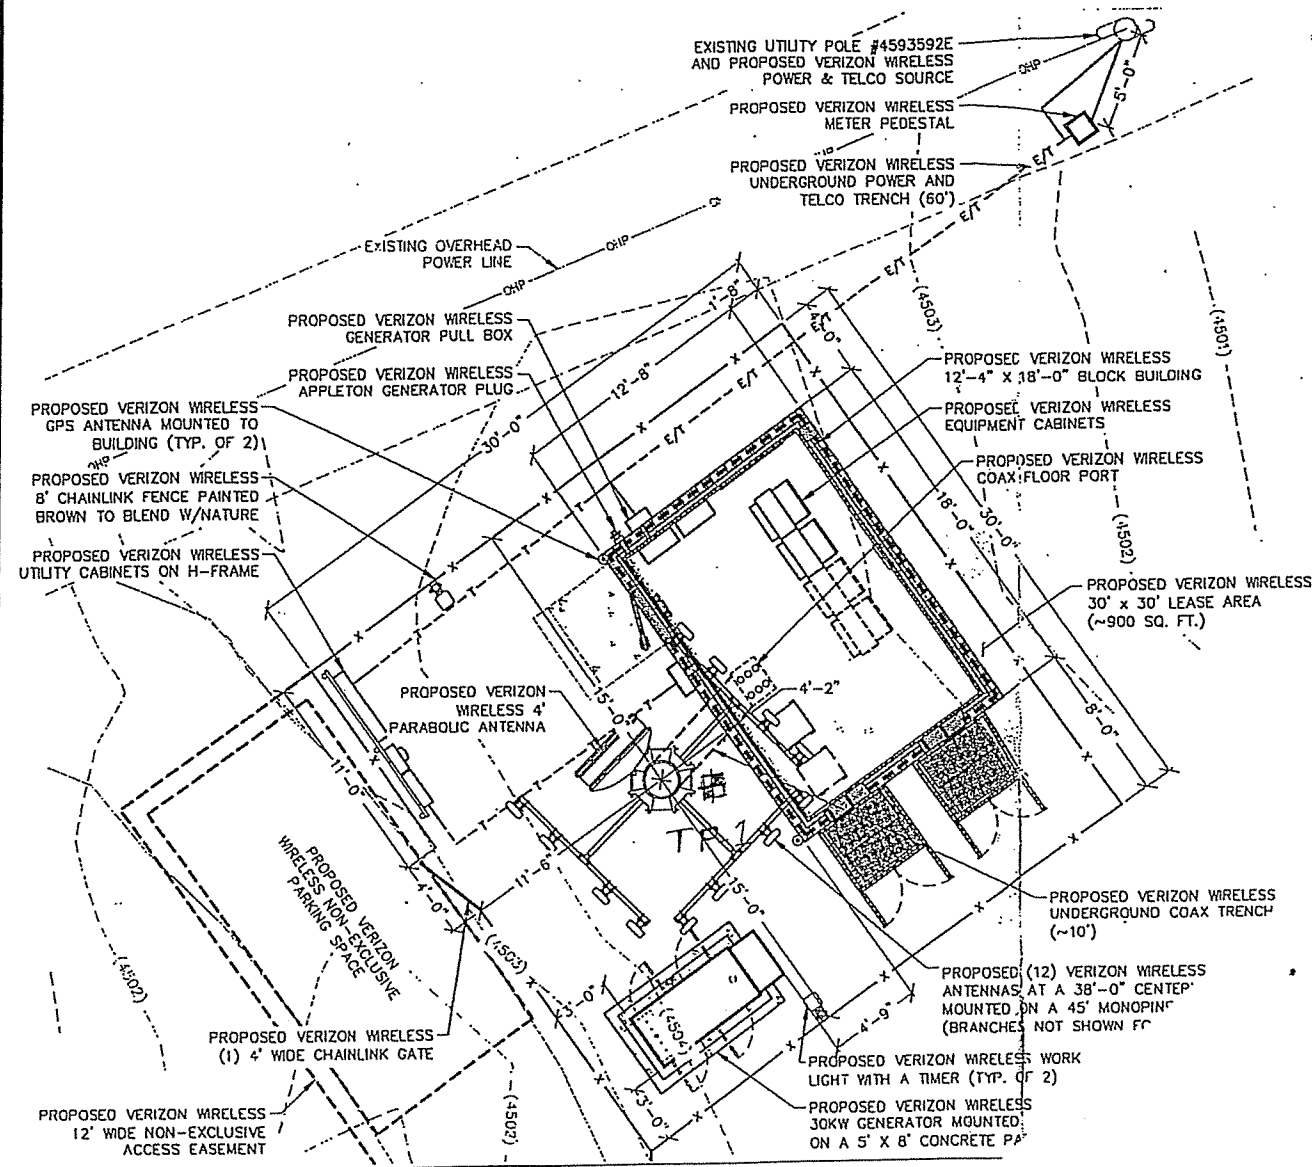 EXISTING UTILITY POLE #4593592E
AND PROPOSED VERIZON WIRELESS
POWER & TELCO SOURCE
OHP
5'-0"
PROPOSED VERIZON WIRELESS
METER PEDESTAL
E/T
PROPOSED VERIZON WIRELESS
UNDERGROUND POWER AND
TELCO TRENCH (60')
E/T
OHP
EXISTING OVERHEAD
POWER LINE
E/T
OHP
(4503)
(4501)
1'-8"
PROPOSED VERIZON WIRELESS
GENERATOR PULL BOX
E/T
PROPOSED VERIZON WIRELESS
12'-4" X 18'-0" BLOCK BUILDING
PROPOSED VERIZON WIRELESS
APPLETON GENERATOR PLUG
12'-8"
E/T
PROPOSED VERIZON WIRELESS
EQUIPMENT CABINETS
PROPOSED VERIZON WIRELESS
GPS ANTENNA MOUNTED TO
BUILDING (TYP. OF 2)
30'-0"
E/T
PROPOSED VERIZON WIRELESS
COAX FLOOR PORT
PROPOSED VERIZON WIRELESS
8' CHAINLINK FENCE PAINTED
BROWN TO BLEND W/NATURE
18'-0"
30'-0"
(4502)
PROPOSED VERIZON WIRELESS
UTILITY CABINETS ON H-FRAME
PROPOSED VERIZON WIRELESS
30' x 30' LEASE AREA
(~900 SQ. FT.)
PROPOSED VERIZON
WIRELESS 4'
PARABOLIC ANTENNA
4'-2"
8'-0"
11'-0"
PROPOSED VERIZON
WIRELESS NON-EXCLUSIVE
PARKING SPACE
11'-6"
4'-0"
15'-0"
PROPOSED VERIZON WIRELESS
UNDERGROUND COAX TRENCH
(~10')
(4503)
(4502)
PROPOSED (12) VERIZON WIRELESS
ANTENNAS AT A 38'-0" CENTER
MOUNTED ON A 45' MONOPINE
(BRANCHES NOT SHOWN
3'-0"
(4504)
4'-9"
PROPOSED VERIZON WIRELESS
(1) 4' WIDE CHAINLINK GATE
PROPOSED VERIZON WIRELESS WORK
LIGHT WITH A TIMER (TYP. OF 2)
PROPOSED VERIZON WIRELESS
12' WIDE NON-EXCLUSIVE
ACCESS EASEMENT
(4502)
3'-0"
PROPOSED VERIZON WIRELESS
30KW GENERATOR MOUNTED
ON A 5' X 8' CONCRETE